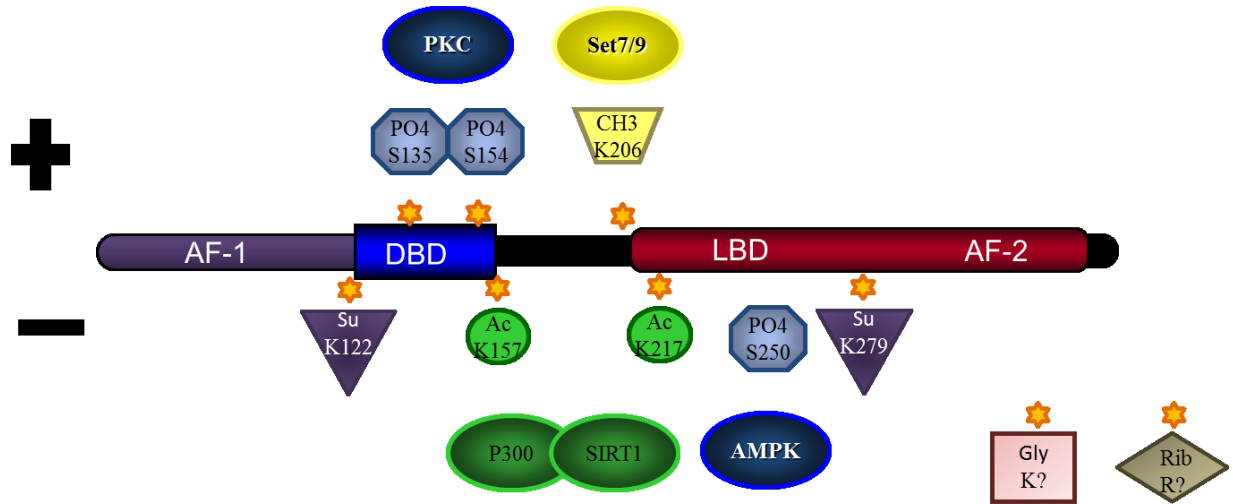 PKC
Set7/9
PO4
S135
PO4
S154
CH3
K206
+
AF-1
DBD
LBD
AF-2
−
Su
K122
Ac
K157
Ac
K217
PO4
S250
Su
K279
P300
SIRT1
AMPK
Gly
K?
Rib
R?